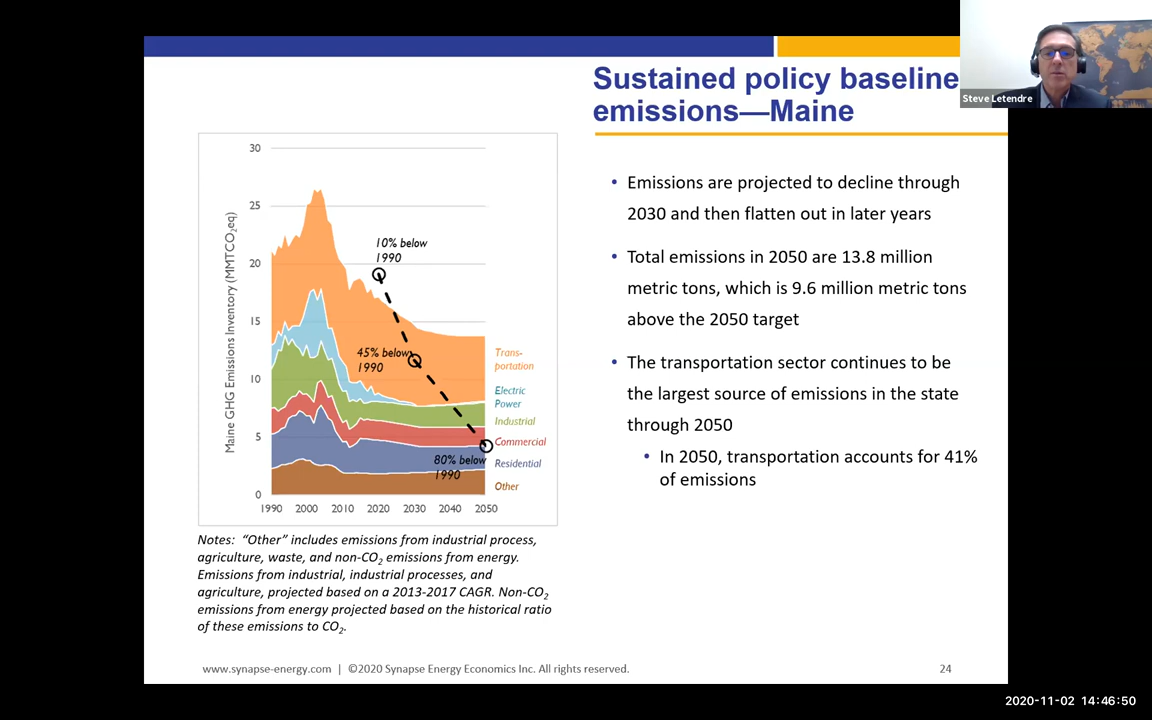 Sustained policy baseline
emissions—Maine
Steve Letendre
Maine GHG Emissions Inventory (MMTCO2eq)
30
25
20
15
10
5
0
1990
2000
2010
2020
2030
2040
2050
10% below
1990
45% below
1990
80% below
1990
Trans-
portation
Electric
Power
Industrial
Commercial
Residential
Other
Notes: “Other” includes emissions from industrial process,
agriculture, waste, and non-CO2 emissions from energy.
Emissions from industrial, industrial processes, and
agriculture, projected based on a 2013-2017 CAGR. Non-CO2
emissions from energy projected based on the historical ratio
of these emissions to CO2.
• Emissions are projected to decline through
2030 and then flatten out in later years
• Total emissions in 2050 are 13.8 million
metric tons, which is 9.6 million metric tons
above the 2050 target
• The transportation sector continues to be
the largest source of emissions in the state
through 2050
• In 2050, transportation accounts for 41%
of emissions
www.synapse-energy.com | ©2020 Synapse Energy Economics Inc. All rights reserved.
24
2020-11-02 14:46:50